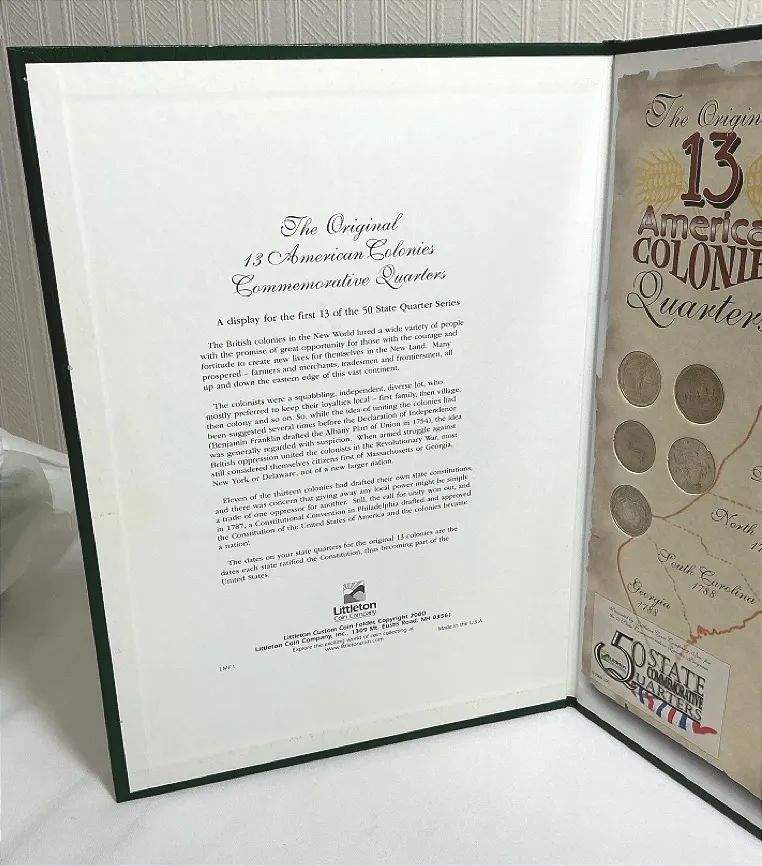 The Original
13 American Colonies
Commemorative Quarters
A display for the first 13 of the 50 State Quarter Series
The British colonies in the New World lured a wide variety of people
with the promise of great opportunity for those with the courage and
fortitude to create new lives for themselves in the New Land. Many
prospered – farmers and merchants, tradesmen and frontiersmen, all
up and down the eastern edge of this vast continent.
The colonists were a squabbling, independent, diverse lot, who
mostly preferred to keep their loyalties local – first family, then village,
then colony and so on. So, while the idea of uniting the colonies had
been suggested several times before the Declaration of Independence
(Benjamin Franklin drafted the Albany Plan of Union in 1754), the idea
was generally regarded with suspicion. When armed struggle against
British oppression united the colonists in the Revolutionary War, most
still considered themselves citizens first of Massachusetts or Georgia,
New York or Delaware, not of a new larger nation.
Eleven of the thirteen colonies had drafted their own state constitutions,
and there was concern that giving away any local power might be simply
a trade of one oppressor for another. Still, the call for unity won out, and
in 1787, a Constitutional Convention in Philadelphia drafted and approved
the Constitution of the United States of America and the colonies became
a nation!
The dates on your state quarters for the original 13 colonies are the
dates each state ratified the Constitution, thus becoming part of the
United States.
Littleton
Coin Company
Littleton Custom Coin Folder, Copyright 2000
Littleton Coin Company, Inc., 1309 Mt. Eustis Road, NH 03561
Explore the exciting world of coin collecting at
www.littletoncoin.com
Made in the U.S.A.
LMF1
The Origin
13
America
COLONIE
Quarters
North
17
South Carolina
1788
Georgia
1788
50 STATE
COMMEMORATIVE
QUARTERS